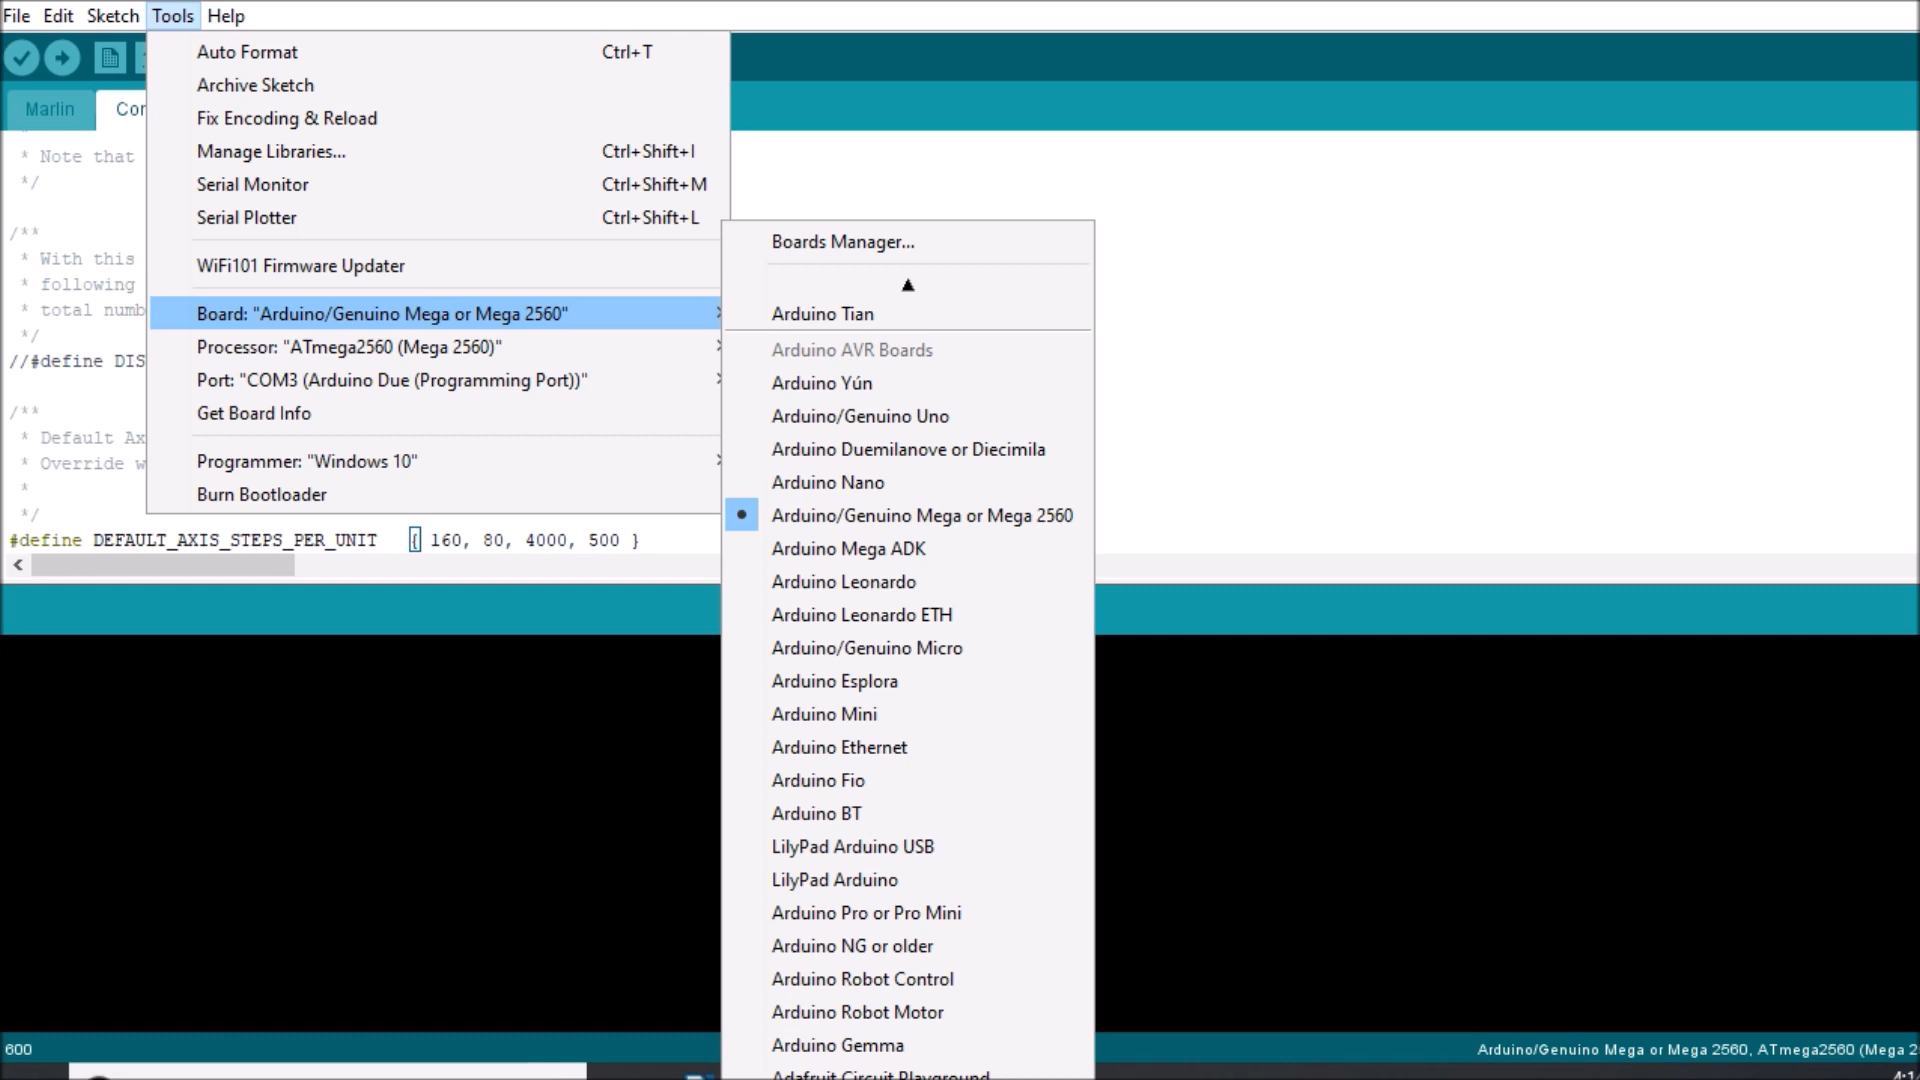 File Edit Sketch Tools Help
Auto Format Ctrl+T
Archive Sketch
Fix Encoding & Reload
Manage Libraries... Ctrl+Shift+I
Serial Monitor Ctrl+Shift+M
Serial Plotter Ctrl+Shift+L
WiFi101 Firmware Updater
Board: "Arduino/Genuino Mega or Mega 2560"
Processor: "ATmega2560 (Mega 2560)"
Port: "COM3 (Arduino Due (Programming Port))"
Get Board Info
Programmer: "Windows 10"
Burn Bootloader
Marlin
* Note that
*/
/**
* With this
* following
* total numb
*/
//#define DIS
/**
* Default Ax
* Override w
*
*/
#define DEFAULT_AXIS_STEPS_PER_UNIT { 160, 80, 4000, 500 }
Boards Manager...
Arduino Tian
Arduino AVR Boards
Arduino Yún
Arduino/Genuino Uno
Arduino Duemilanove or Diecimila
Arduino Nano
Arduino/Genuino Mega or Mega 2560
Arduino Mega ADK
Arduino Leonardo
Arduino Leonardo ETH
Arduino/Genuino Micro
Arduino Esplora
Arduino Mini
Arduino Ethernet
Arduino Fio
Arduino BT
LilyPad Arduino USB
LilyPad Arduino
Arduino Pro or Pro Mini
Arduino NG or older
Arduino Robot Control
Arduino Robot Motor
Arduino Gemma
Adafruit Circuit Playground
600
Arduino/Genuino Mega or Mega 2560, ATmega2560 (Mega 2